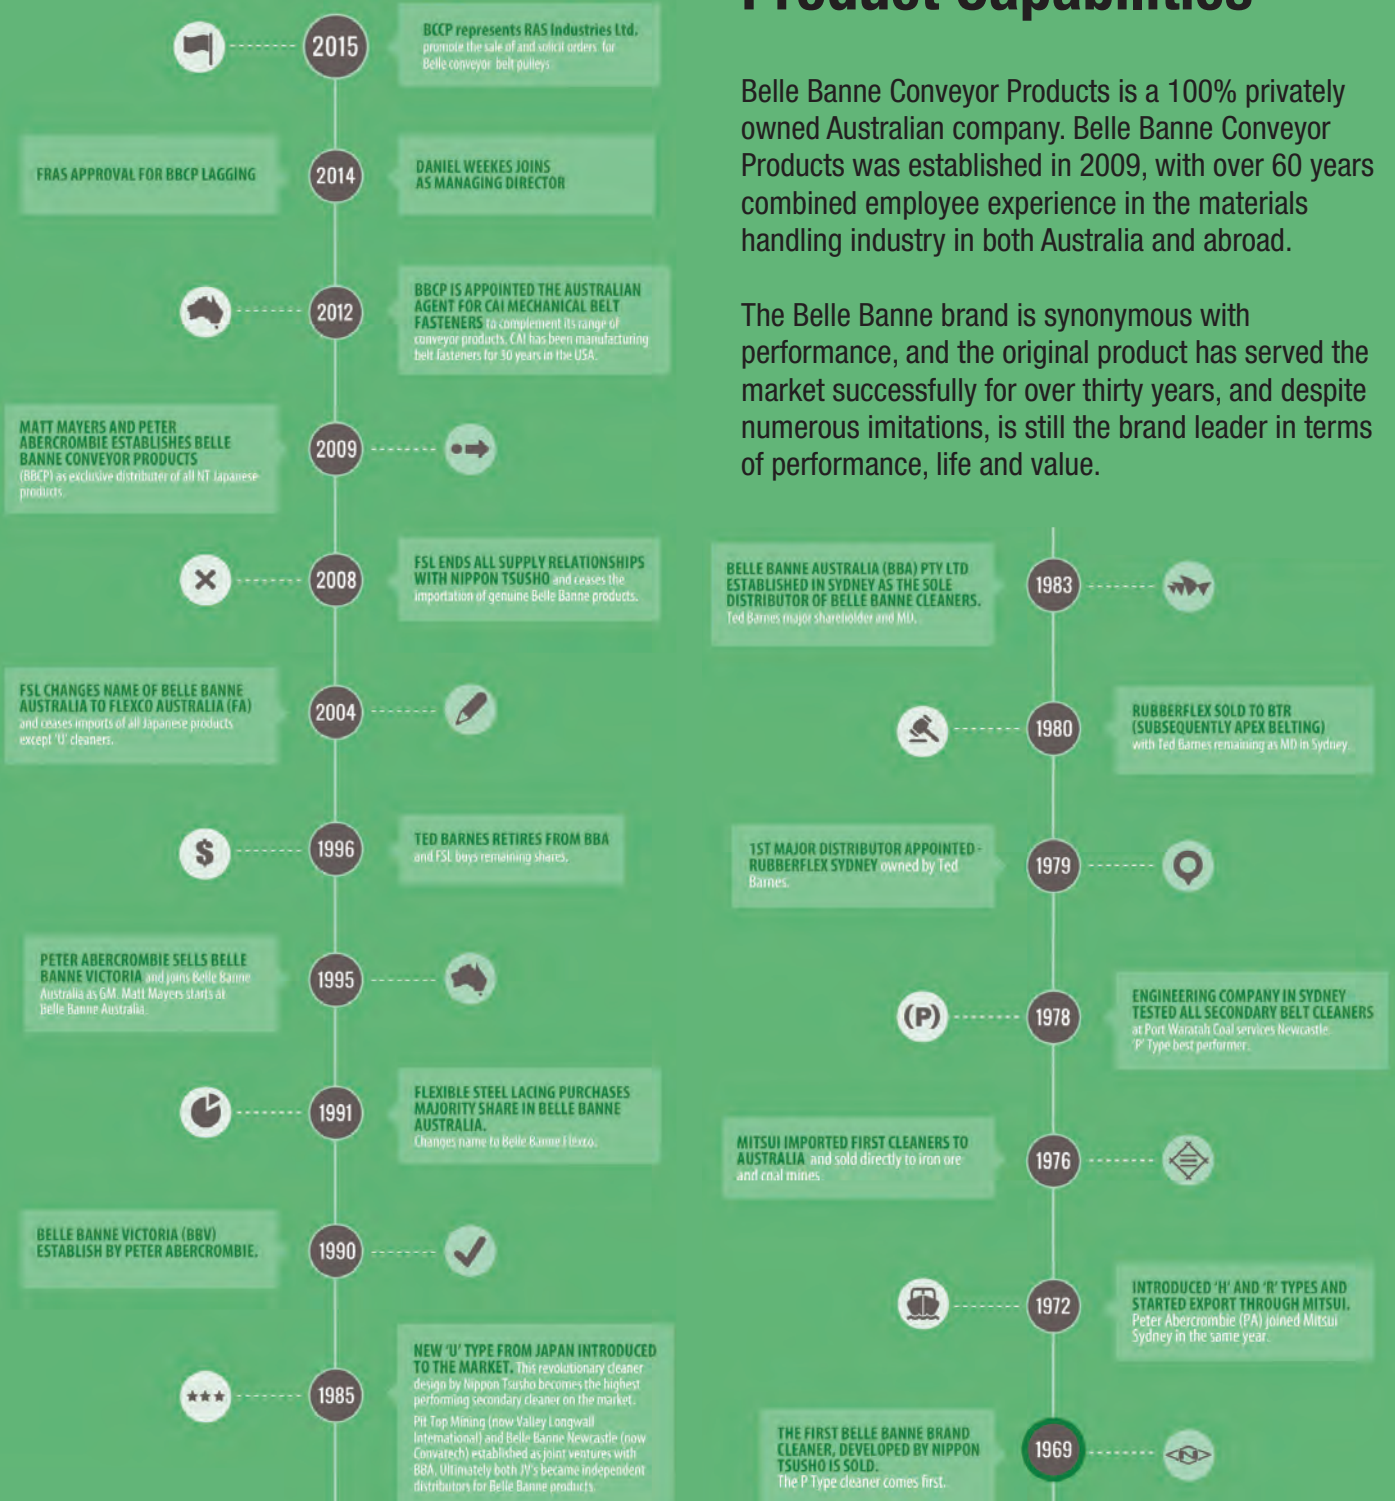 Product Capabilities
Belle Banne Conveyor Products is a 100% privately
owned Australian company. Belle Banne Conveyor
Products was established in 2009, with over 60 years
combined employee experience in the materials
handling industry in both Australia and abroad.
The Belle Banne brand is synonymous with
performance, and the original product has served the
market successfully for over thirty years, and despite
numerous imitations, is still the brand leader in terms
of performance, life and value.
2015
BCCP represents RAS Industries Ltd.
promote the sale of and solicit orders for
Belle conveyor belt pulleys.
FRAS APPROVAL FOR BBCP LAGGING
2014
DANIEL WEEKES JOINS
AS MANAGING DIRECTOR
2012
BBCP IS APPOINTED THE AUSTRALIAN
AGENT FOR CAI MECHANICAL BELT
FASTENERS to complement its range of
conveyor products. CAI has been manufacturing
belt fasteners for 30 years in the USA.
MATT MAYERS AND PETER
ABERCROMBIE ESTABLISHES BELLE
BANNE CONVEYOR PRODUCTS
(BBCP) as exclusive distributer of all NT Japanese
products.
2009
2008
FSL ENDS ALL SUPPLY RELATIONSHIPS
WITH NIPPON TSUSHO and ceases the
importation of genuine Belle Banne products.
FSL CHANGES NAME OF BELLE BANNE
AUSTRALIA TO FLEXCO AUSTRALIA (FA)
and ceases imports of all Japanese products
except 'U' cleaners.
2004
$
1996
TED BARNES RETIRES FROM BBA
and FSL buys remaining shares.
PETER ABERCROMBIE SELLS BELLE
BANNE VICTORIA and joins Belle Banne
Australia as GM. Matt Mayers starts at
Belle Banne Australia.
1995
1991
FLEXIBLE STEEL LACING PURCHASES
MAJORITY SHARE IN BELLE BANNE
AUSTRALIA.
Changes name to Belle Banne Flexco.
BELLE BANNE VICTORIA (BBV)
ESTABLISH BY PETER ABERCROMBIE.
1990
1985
NEW 'U' TYPE FROM JAPAN INTRODUCED
TO THE MARKET. This revolutionary cleaner
design by Nippon Tsusho becomes the highest
performing secondary cleaner on the market.
Pit Top Mining (now Valley Longwall
International) and Belle Banne Newcastle (now
Convatech) established as joint ventures with
BBA. Ultimately both JV's became independent
distributors for Belle Banne products.
BELLE BANNE AUSTRALIA (BBA) PTY LTD
ESTABLISHED IN SYDNEY AS THE SOLE
DISTRIBUTOR OF BELLE BANNE CLEANERS.
Ted Barnes major shareholder and MD.
1983
1980
RUBBERFLEX SOLD TO BTR
(SUBSEQUENTLY APEX BELTING)
with Ted Barnes remaining as MD in Sydney
1ST MAJOR DISTRIBUTOR APPOINTED -
RUBBERFLEX SYDNEY owned by Ted
Barnes.
1979
(P)
1978
ENGINEERING COMPANY IN SYDNEY
TESTED ALL SECONDARY BELT CLEANERS
at Port Waratah Coal services Newcastle.
'P' Type best performer.
MITSUI IMPORTED FIRST CLEANERS TO
AUSTRALIA and sold directly to iron ore
and coal mines
1976
1972
INTRODUCED 'H' AND 'R' TYPES AND
STARTED EXPORT THROUGH MITSUI.
Peter Abercrombie (PA) joined Mitsui
Sydney in the same year.
THE FIRST BELLE BANNE BRAND
CLEANER, DEVELOPED BY NIPPON
TSUSHO IS SOLD.
The P Type cleaner comes first.
1969
N